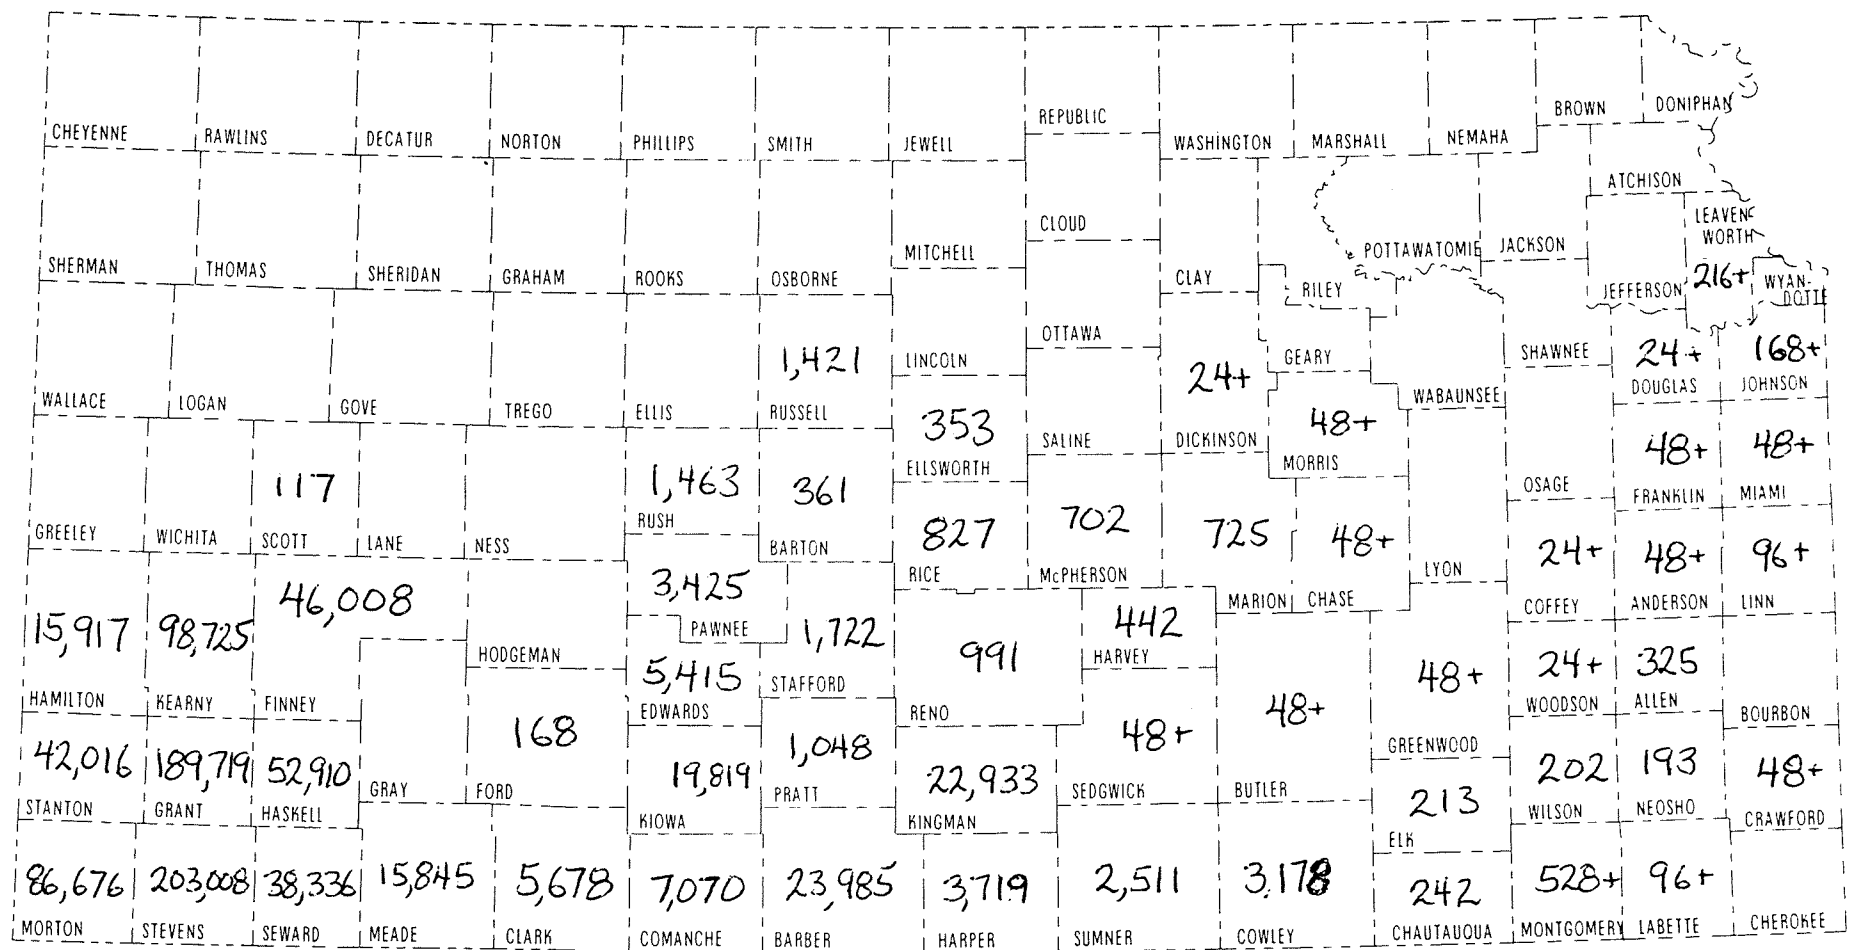 CHEYENNE RAWLINS DECATUR NORTON PHILLIPS SMITH JEWELL REPUBLIC WASHINGTON MARSHALL NEMAHA BROWN DONIPHAN
ATCHISON
SHERMAN THOMAS SHERIDAN GRAHAM ROOKS OSBORNE MITCHELL CLOUD CLAY RILEY POTTAWATOMIE JACKSON JEFFERSON
LEAVEN-
WORTH
216+
WYAN-
DOTTE
1,421 24+ 24+ 168+
WALLACE LOGAN GOVE TREGO ELLIS RUSSELL LINCOLN OTTAWA DICKINSON GEARY WABAUNSEE SHAWNEE DOUGLAS JOHNSON
117 1,463 361 353 48+ 48+ 48+
GREELEY WICHITA SCOTT LANE NESS RUSH BARTON ELLSWORTH SALINE MORRIS OSAGE FRANKLIN MIAMI
827 702 725 48+ 24+ 48+ 96+
RICE McPHERSON MARION CHASE LYON COFFEY ANDERSON LINN
15,917 98,725 46,008 3,425 1,722
HAMILTON KEARNY FINNEY HODGEMAN PAWNEE STAFFORD
5,415 991 442 48+ 24+ 325
EDWARDS RENO HARVEY GREENWOOD WOODSON ALLEN BOURBON
42,016 189,719 52,910 168 19,819 1,048 22,933 48+ 48+ 213 202 193 48+
STANTON GRANT HASKELL GRAY FORD KIOWA PRATT KINGMAN SEDGWICK BUTLER ELK WILSON NEOSHO CRAWFORD
86,676 203,008 38,336 15,845 5,678 7,070 23,985 3,719 2,511 3,178 242 528+ 96+
MORTON STEVENS SEWARD MEADE CLARK COMANCHE BARBER HARPER SUMNER COWLEY CHAUTAUQUA MONTGOMERY LABETTE CHEROKEE